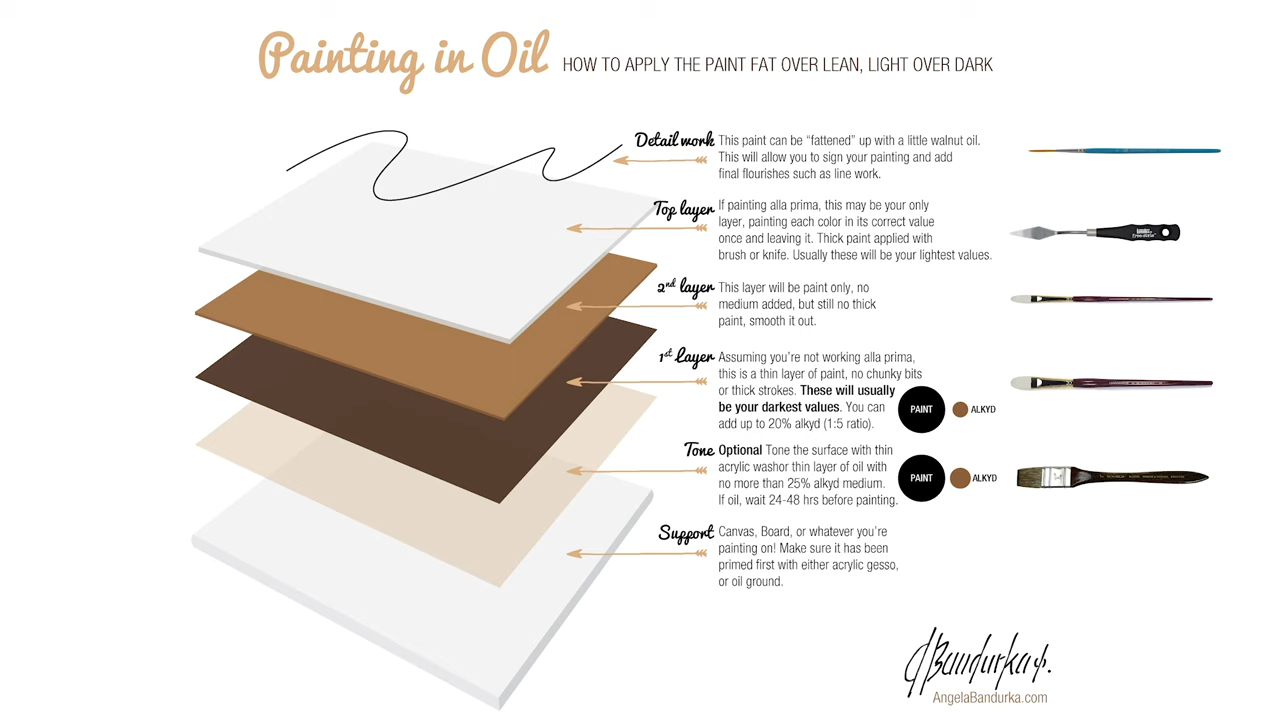 Painting in Oil HOW TO APPLY THE PAINT FAT OVER LEAN, LIGHT OVER DARK
Detail work This paint can be “fattened” up with a little walnut oil.
This will allow you to sign your painting and add
final flourishes such as line work.
Top layer If painting alla prima, this may be your only
layer, painting each color in its correct value
once and leaving it. Thick paint applied with
brush or knife. Usually these will be your lightest values.
2nd layer This layer will be paint only, no
medium added, but still no thick
paint, smooth it out.
1st Layer Assuming you’re not working alla prima,
this is a thin layer of paint, no chunky bits
or thick strokes. These will usually
be your darkest values. You can
add up to 20% alkyd (1:5 ratio).
PAINT ALKYD
Tone Optional Tone the surface with thin
acrylic washor thin layer of oil with
no more than 25% alkyd medium.
If oil, wait 24-48 hrs before painting.
PAINT ALKYD
Support Canvas, Board, or whatever you’re
painting on! Make sure it has been
primed first with either acrylic gesso,
or oil ground.
ABandurka
AngelaBandurka.com